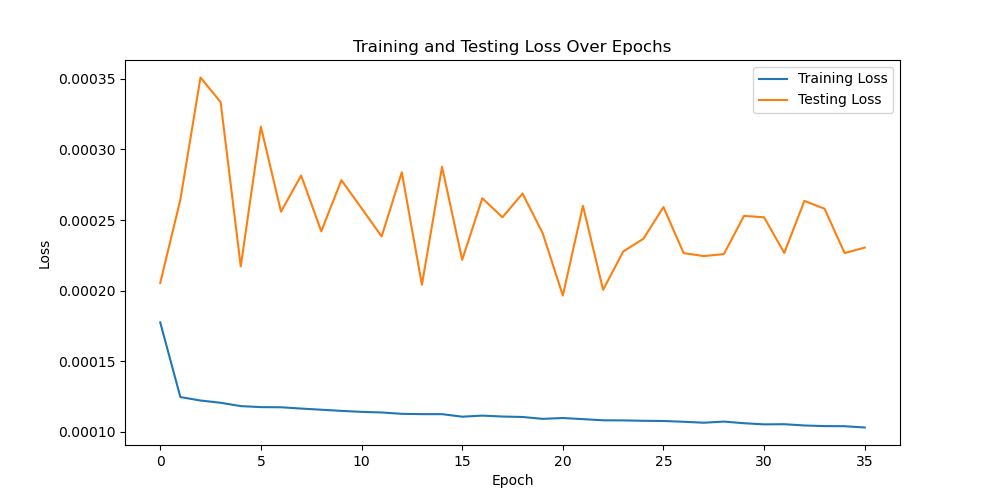 Training and Testing Loss Over Epochs
Training Loss
Testing Loss
0.00035
0.00030
0.00025
0.00020
0.00015
0.00010
Loss
0 5 10 15 20 25 30 35
Epoch